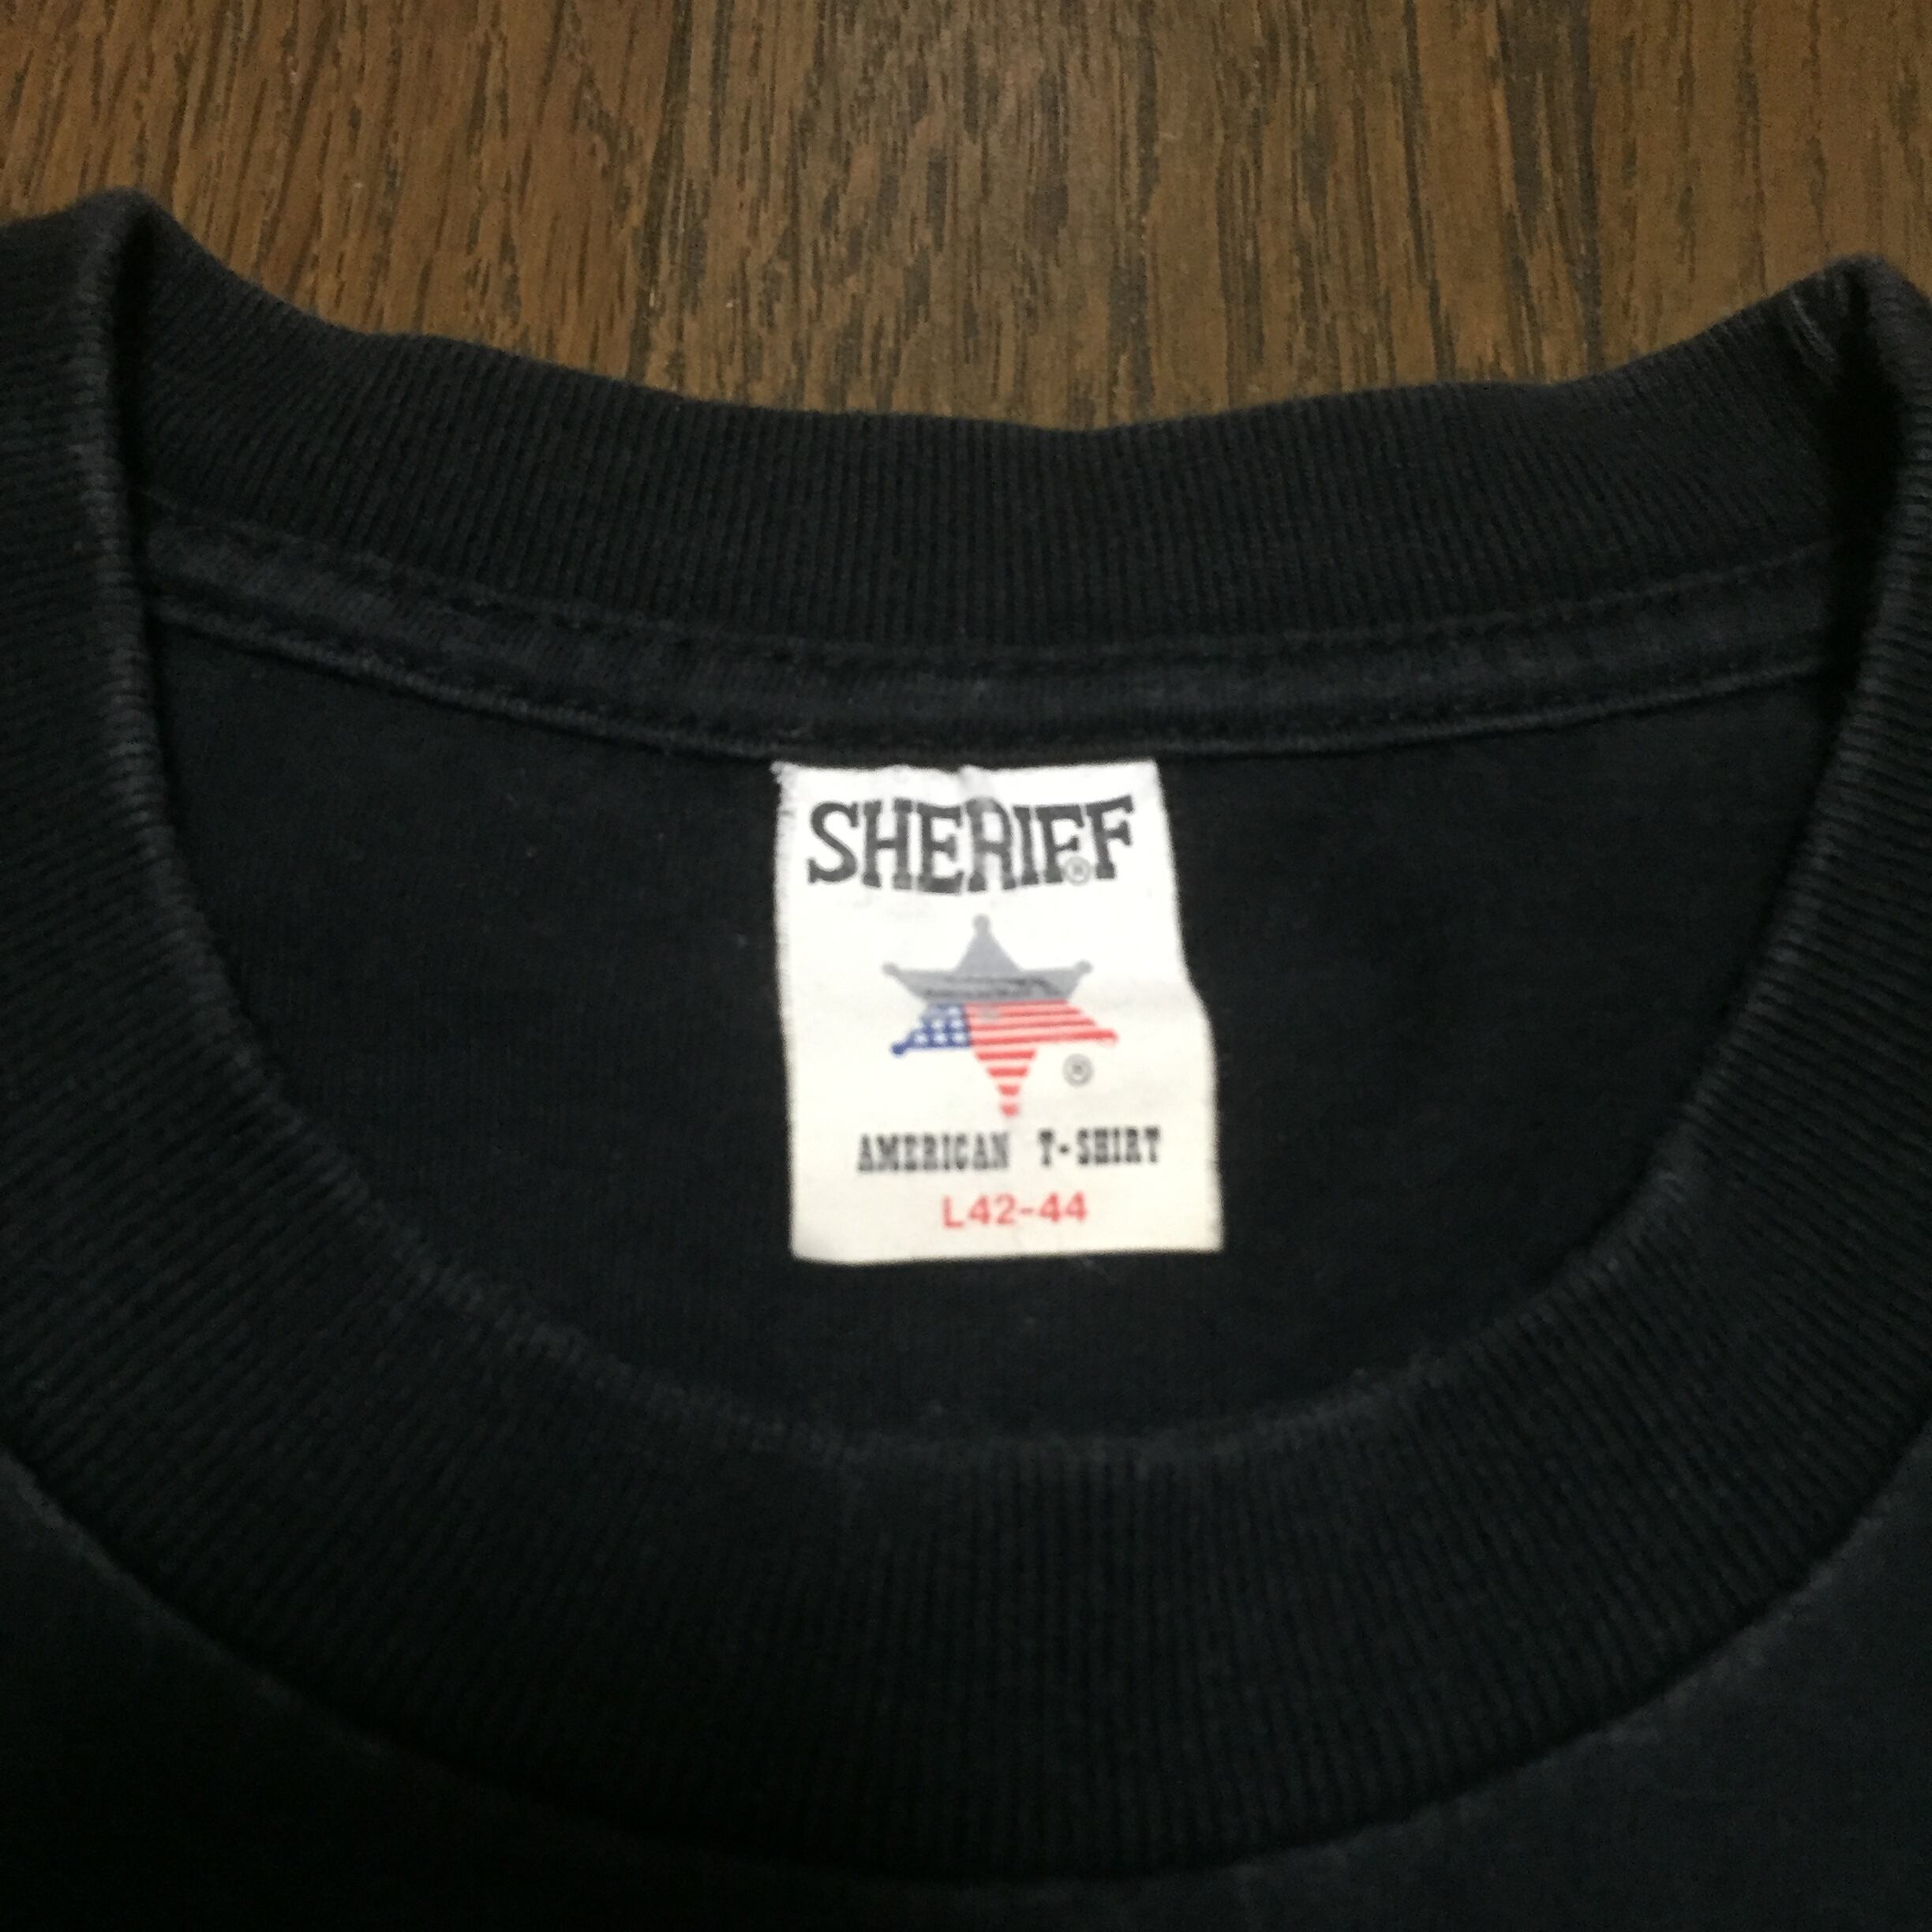 SHERIFF®
®
AMERICAN T-SHIRT
L42-44